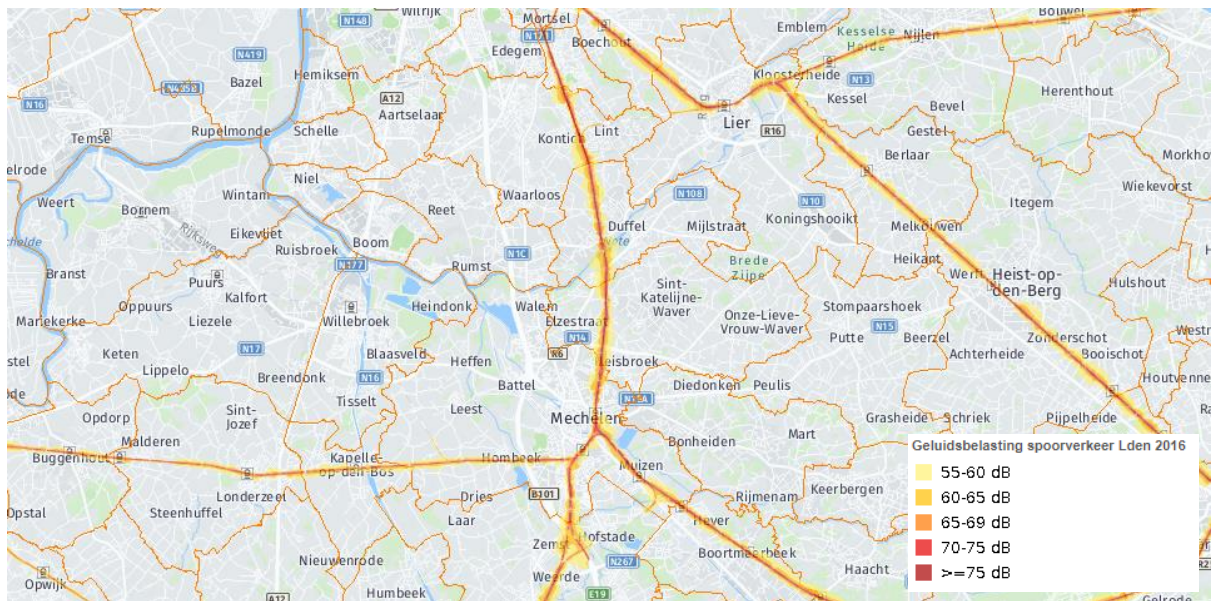 N148
Wilrijk
Mortsel
N171
Edegem
Boechout
Emblem
Kesselse
Heide
Bouwel
Nijlen
N419
Bazel
Hemiksem
N16
A12
Aartselaar
Kloosterheide
N13
Kessel
Bevel
Herenthout
Temse
Rupelmonde
Schelle
Kontich
Lint
Lier
R16
Gestel
Berlaar
Niel
Waarloos
N108
Morkho
Wiekevorst
Weert
Wintam
Bornem
Reet
N10
Koningshooikt
Itegem
Eikevliet
Ruisbroek
Boom
Duffel
Mijlstraat
Melkouwen
N1C
Nete
Branst
N177
Rumst
Brede
Zijpe
Heikant
Werft
Heist-op-
den-Berg
Hulshout
Puurs
Kalfort
Oppuurs
Heindonk
Walem
Sint-
Katelijne-
Waver
Stompaarshoek
Mariekerke
Liezele
Willebroek
Elzestraat
Onze-Lieve-
Vrouw-Waver
N15
Putte
Beerzel
Zonderschot
Booischot
Achterheide
N14
R6
N17
Keten
Lippelo
Breendonk
Blaasveld
Heffen
N16
Battel
Diedonken
Peulis
Houtvenne
Tisselt
Leest
Opdorp
Sint-
Jozef
Mechelen
Grasheide
Schriek
Pijpelheide
Malderen
Bonheiden
Mart
Buggenhout
Kapelle-
op-den Bos
Hombeek
Muizen
Londerzeel
B101
Dries
Rijmenam
Keerbergen
Opstal
Steenhuffel
Laar
Hever
Hofstade
Zemst
Nieuwenrode
N267
Boortmeerbeek
Weerde
Haacht
Opwijk
A12
Humbeek
E19
Gelrode
Geluidsbelasting spoorverkeer Lden 2016
55-60 dB
60-65 dB
65-69 dB
70-75 dB
>=75 dB